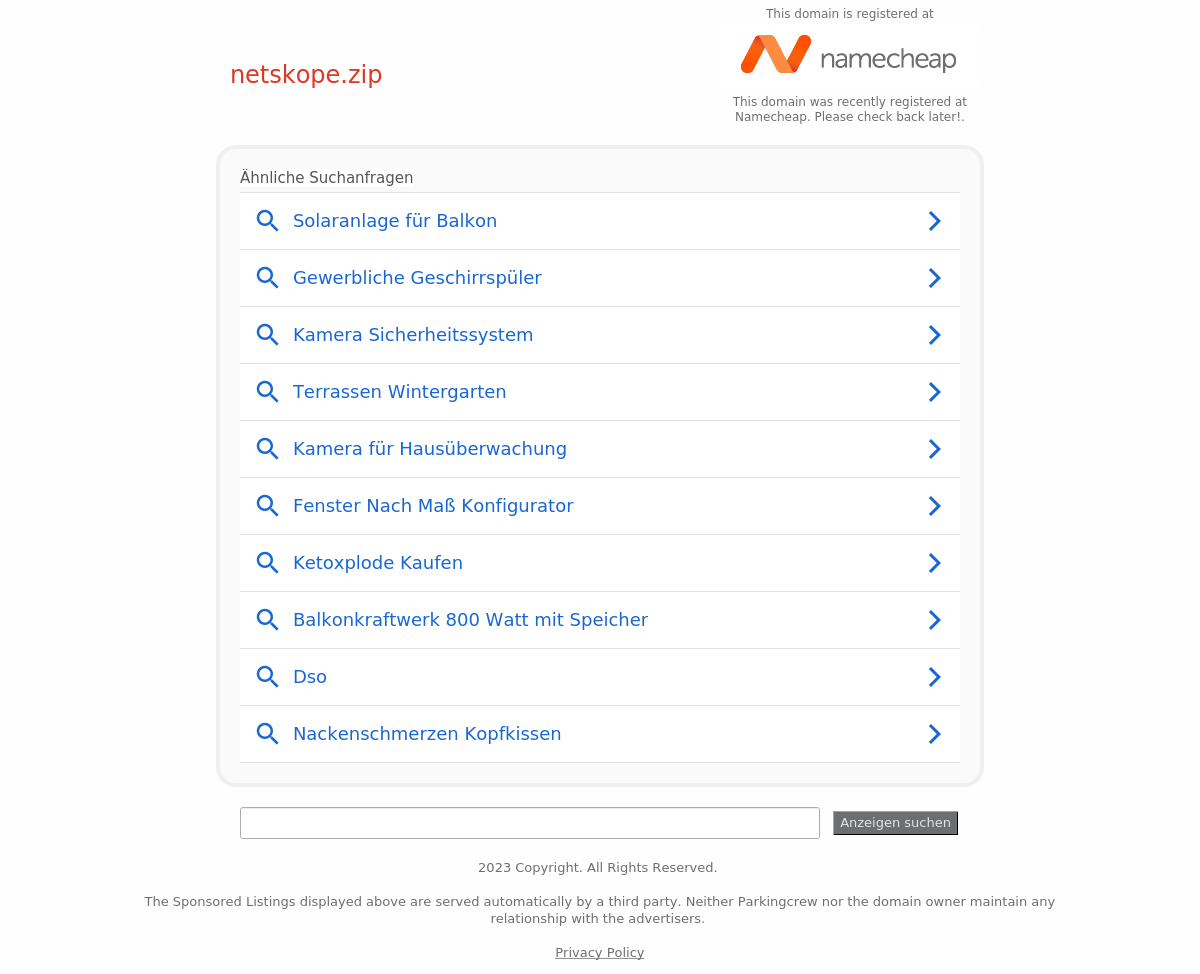 This domain is registered at
namecheap
netskope.zip
This domain was recently registered at
Namecheap. Please check back later!.
Ähnliche Suchanfragen
Solaranlage für Balkon
Gewerbliche Geschirrspüler
Kamera Sicherheitssystem
Terrassen Wintergarten
Kamera für Hausüberwachung
Fenster Nach Maß Konfigurator
Ketoxplode Kaufen
Balkonkraftwerk 800 Watt mit Speicher
Dso
Nackenschmerzen Kopfkissen
Anzeigen suchen
2023 Copyright. All Rights Reserved.
The Sponsored Listings displayed above are served automatically by a third party. Neither Parkingcrew nor the domain owner maintain any
relationship with the advertisers.
Privacy Policy